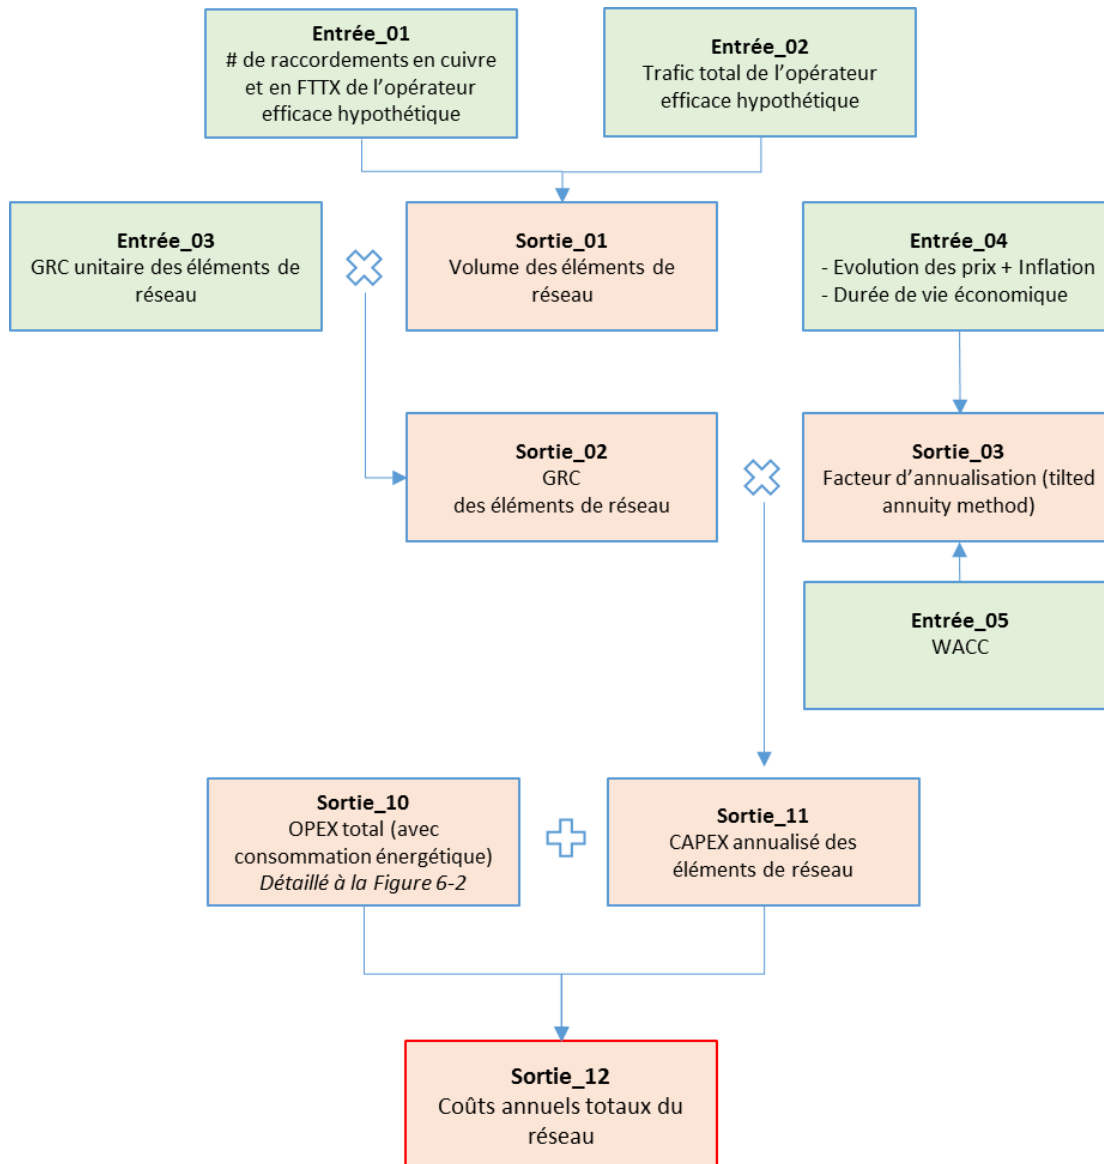 Entrée_01
# de raccordements en cuivre
et en FTTX de l'opérateur
efficace hypothétique
Entrée_02
Trafic total de l'opérateur
efficace hypothétique
Entrée_03
GRC unitaire des éléments de
réseau
Sortie_01
Volume des éléments de
réseau
Entrée_04
- Evolution des prix + Inflation
- Durée de vie économique
Sortie_02
GRC
des éléments de réseau
Sortie_03
Facteur d'annualisation (tilted
annuity method)
Entrée_05
WACC
Sortie_10
OPEX total (avec
consommation énergétique)
Détaillé à la Figure 6-2
Sortie_11
CAPEX annualisé des
éléments de réseau
Sortie_12
Coûts annuels totaux du
réseau